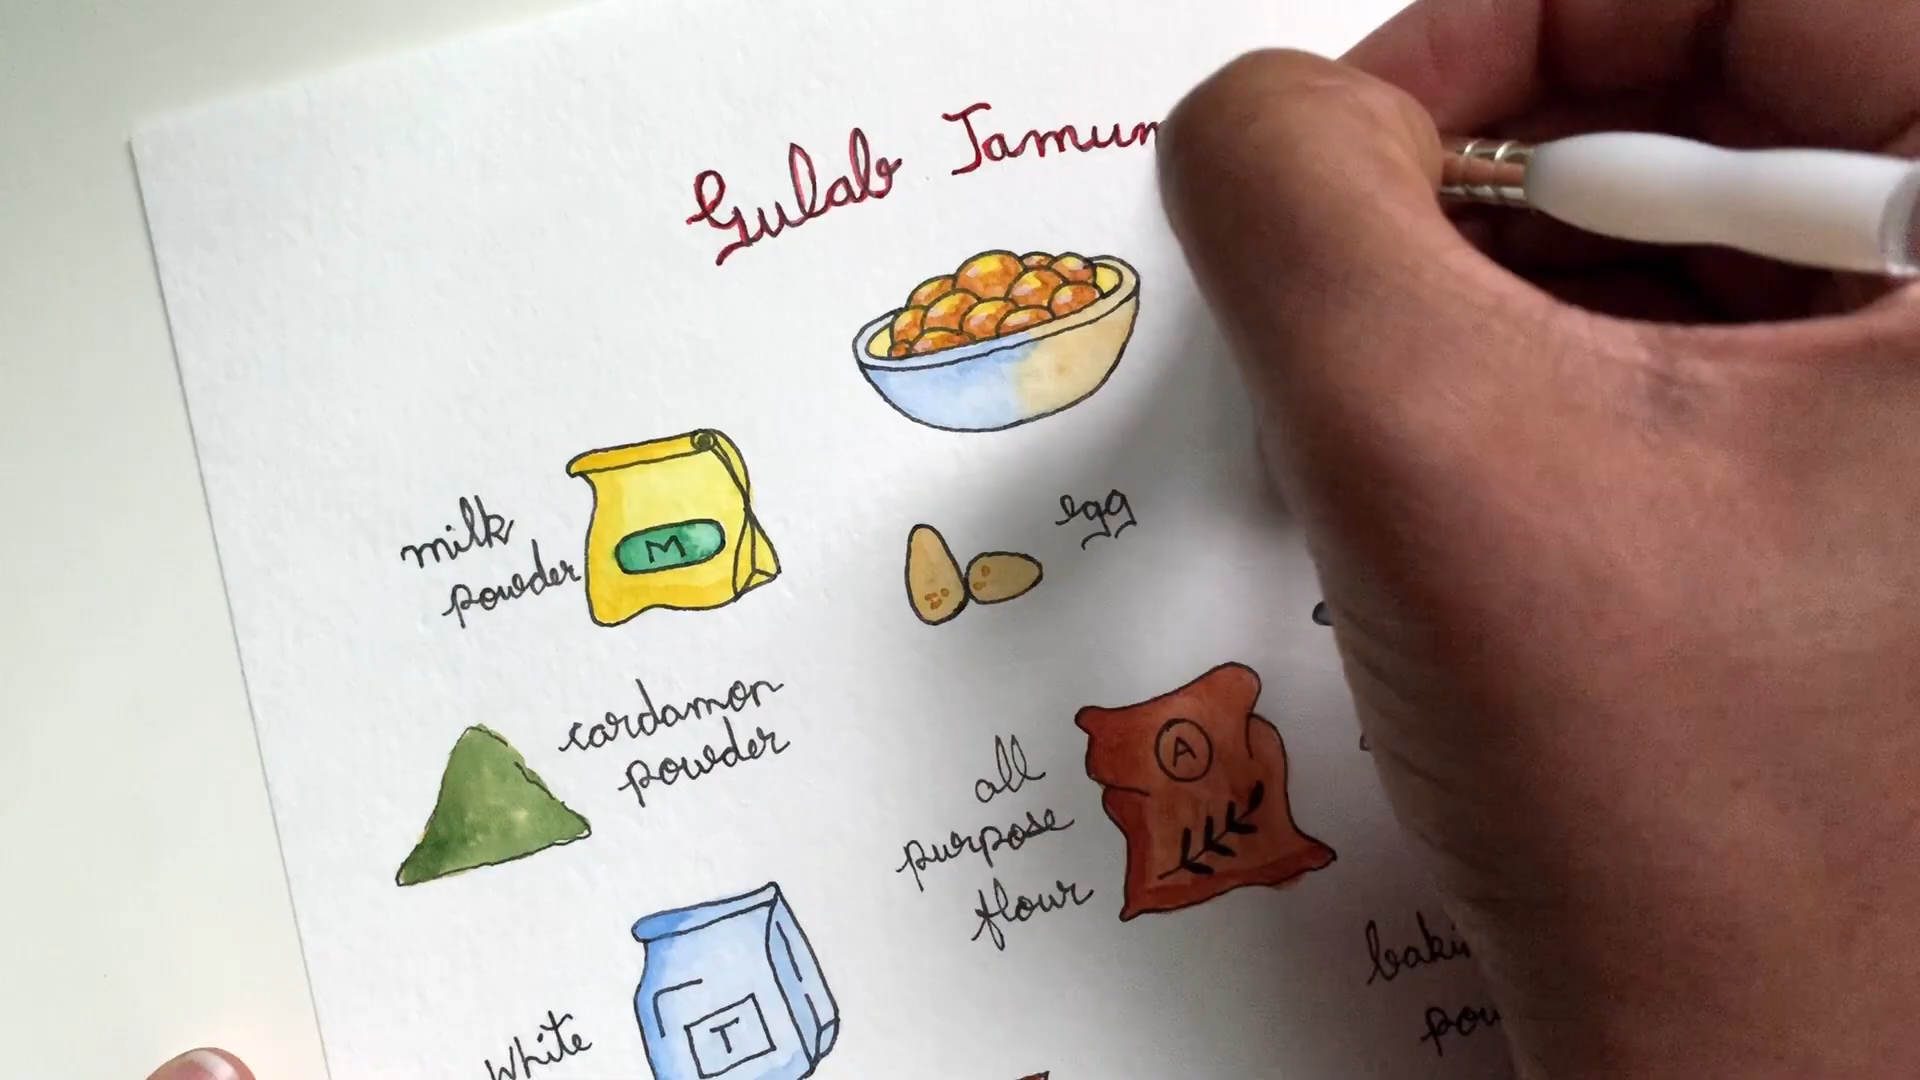 Gulab Jamun
milk
powder
M
egg
cardamon
powder
all
purpose
flour
A
white
T